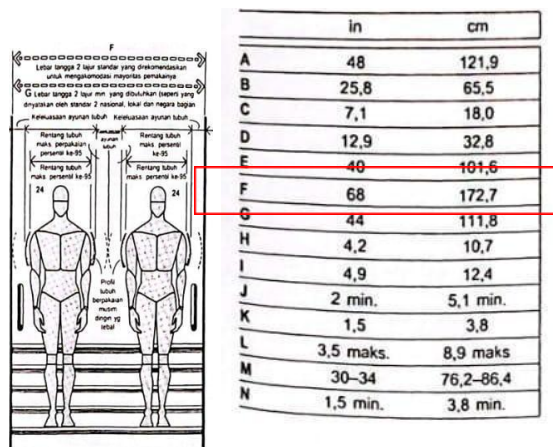 F
Lebar tangga 2 lajur standar yang direkomendasikan
untuk mengakomodasi mayoritas pemakainya
G Lebar tangga 2 lajur min. yang dibutuhkan (seperti yang
dinyatakan oleh standar 2 nasional, lokal dan negara bagian
Keleluasaan ayunan tubuh Keleluasaan ayunan tubuh
Rentang tubuh
maks. perpakaian
persentil ke-95
ayunan
tubuh
Rentang tubuh
maks. persentil
ke-95
Rentang tubuh
maks. persentil ke-95
Rentang tubuh
maks. persentil ke-95
24
24
Profil
tubuh
berpakaian
musim
dingin yg
tebal
in cm
A 48 121,9
B 25,8 65,5
C 7,1 18,0
D 12,9 32,8
E 40 101,6
F 68 172,7
G 44 111,8
H 4,2 10,7
I 4,9 12,4
J 2 min. 5,1 min.
K 1,5 3,8
L 3,5 maks. 8,9 maks
M 30–34 76,2–86,4
N 1,5 min. 3,8 min.